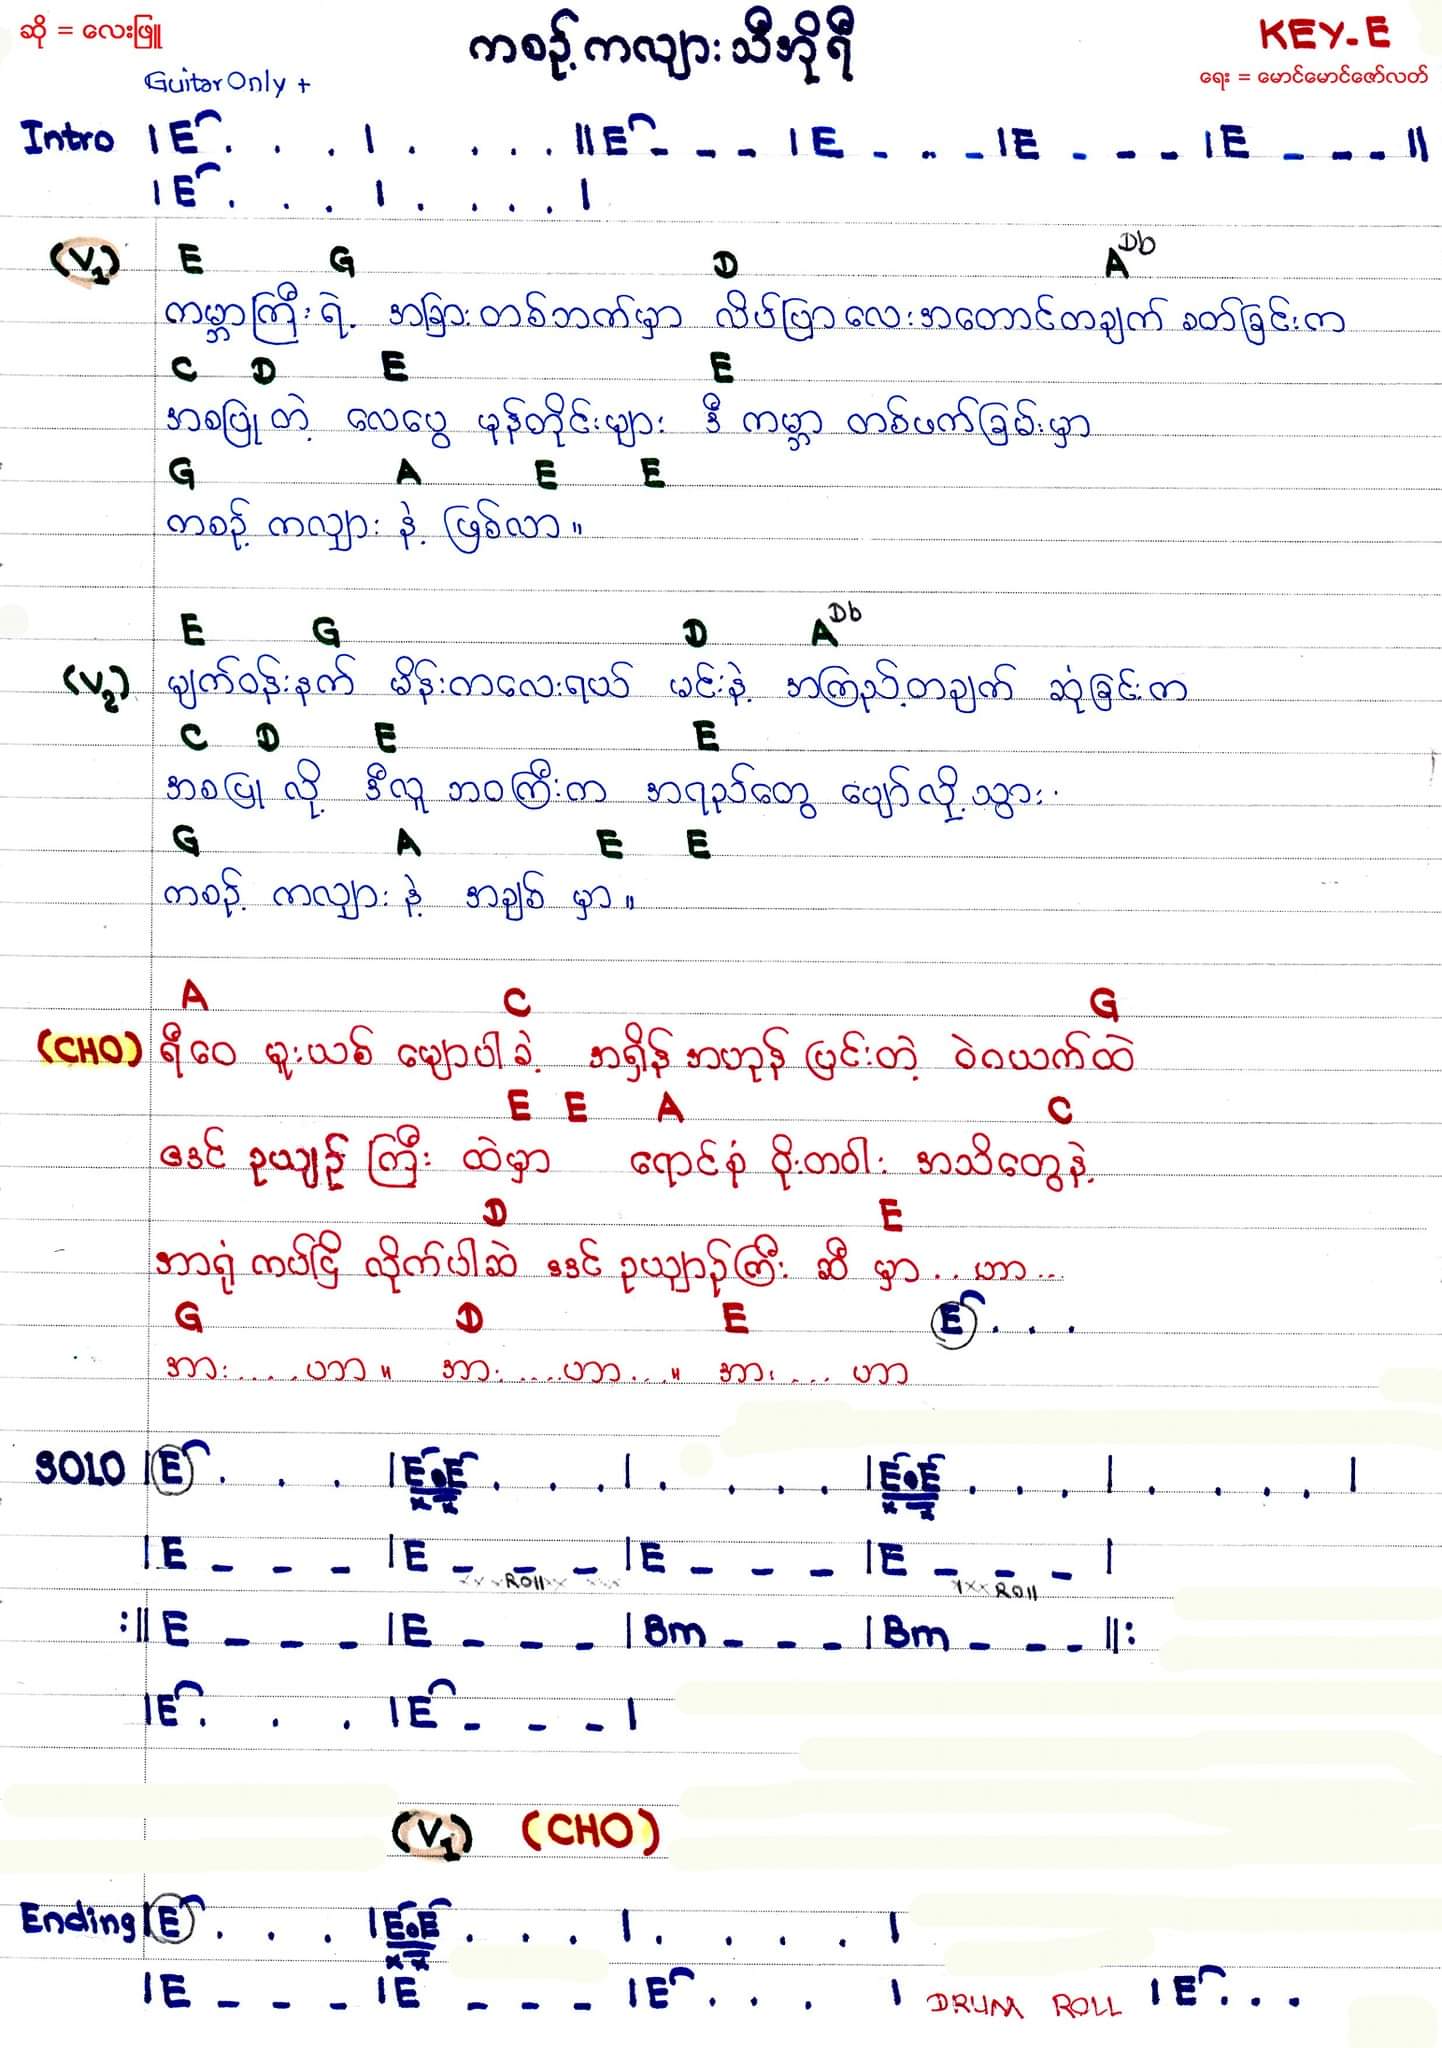 ဆို = လေးဖြူ
ကစဉ့်ကလျားသီအိုရီ
KEY-E
ရေး = မောင်မောင်ဇော်လတ်
Guitar Only +
Intro | E . . . | . . . . || E - - - | E - - - | E - - - | E - - - ||
| E . . . | . . . . |
(V1) E G D A Db
ကမ္ဘာကြီးရဲ့ အခြားတစ်ဘက်မှာ လိပ်ပြာလေးအတောင်တချက် ခတ်ခြင်းက
C D E E
အစပြုတဲ့ လေပွေ မုန်တိုင်းများ ဒီ ကမ္ဘာ တစ်ဖက်ခြမ်းမှာ
G A E E
ကစဉ့် ကလျား နဲ့ ဖြစ်လာ။
E G D A Db
(V2) မျက်ဝန်းနက် မိန်းကလေးရယ် မင်းနဲ့ အကြည့်တချက် ဆုံခြင်းက
C D E E
အစပြု လို့ ဒီလူ ဘဝကြီးက အရည်တွေ ပျော်လို့သွား
G A E E
ကစဉ့် ကလျား နဲ့ အချစ် မှာ။
A C G
(CHO) ရီဝေ မူးယစ် မျောပါခဲ့ အရှိန် အဟုန် ပြင်းတဲ့ ဝဲဂယက်ထဲ
E E A C
ဧဒင် ဥယျာဉ် ကြီး ထဲမှာ ရောင်စုံ ပိုးတဝါး အသိတွေနဲ့
D E
အာရုံ ကပ်ငြိ လိုက်ပါဆဲ ဧဒင် ဥယျာဉ်ကြီး ဆီ မှာ .. ဟာ ...
G D E E . . .
အား ..... ဟာ ။ အား ..... ဟာ ... ။ အား .... ဟာ
SOLO | E . . . | E . E . . . | . . . . | E . E . . . | . . . . |
| E - - - | E - - - | E - - - | E - - - |
xxx Roll x xxx xxx Roll
:|| E - - - | E - - - | Bm - - - | Bm - - - ||:
| E . . . | E - - - |
(V1) (CHO)
Ending | E . . . | E . E . . . | . . . . |
| E - - - | E - - - | E . . . | DRUM ROLL | E . . .